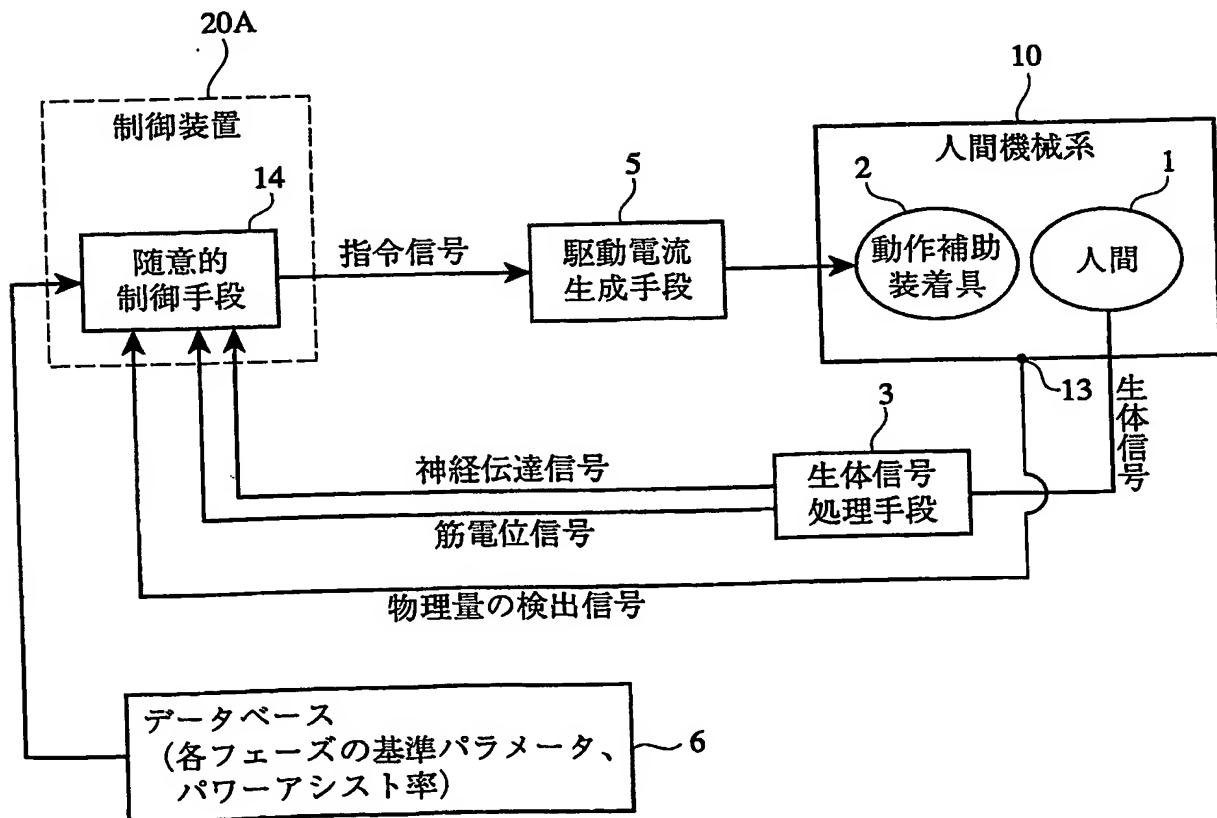 20A
制御装置
14
随意的
制御手段
指令信号
5
駆動電流
生成手段
10
人間機械系
2
動作補助
装着具
1
人間
13
生体信号
3
生体信号
処理手段
神経伝達信号
筋電位信号
物理量の検出信号
データベース
(各フェーズの基準パラメータ、
パワーアシスト率)
6